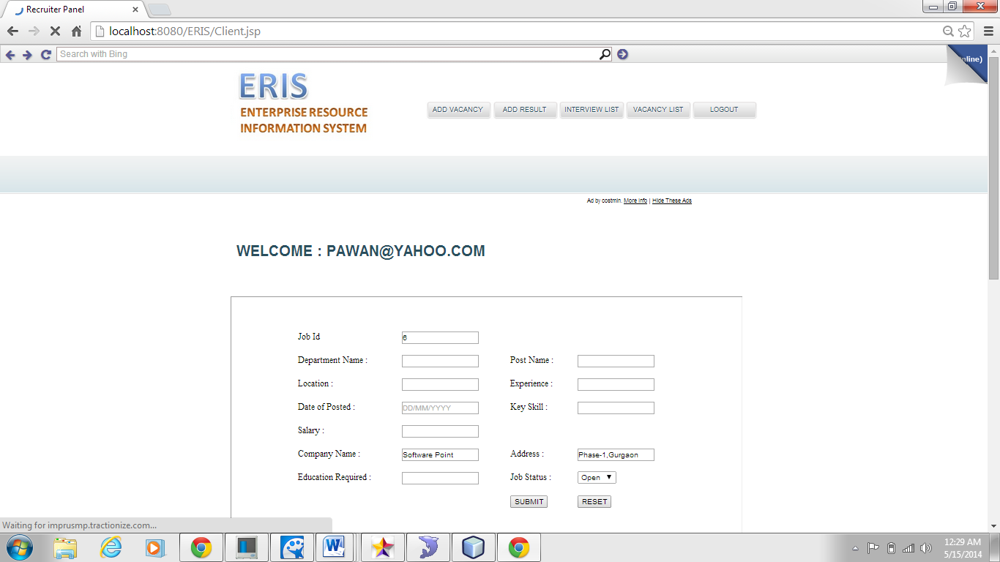 Recruiter Panel
localhost:8080/ERIS/Client.jsp
Search with Bing
nline)
ERIS
ENTERPRISE RESOURCE
INFORMATION SYSTEM
ADD VACANCY ADD RESULT INTERVIEW LIST VACANCY LIST LOGOUT
Ad by costmin. More Info | Hide These Ads
WELCOME : PAWAN@YAHOO.COM
Job Id 6
Department Name : Post Name :
Location : Experience :
Date of Posted : DD/MM/YYYY Key Skill :
Salary :
Company Name : Software Point Address : Phase-1,Gurgaon
Education Required : Job Status : Open
SUBMIT RESET
Waiting for imprusmp.tractionize.com...
12:29 AM
5/15/2014